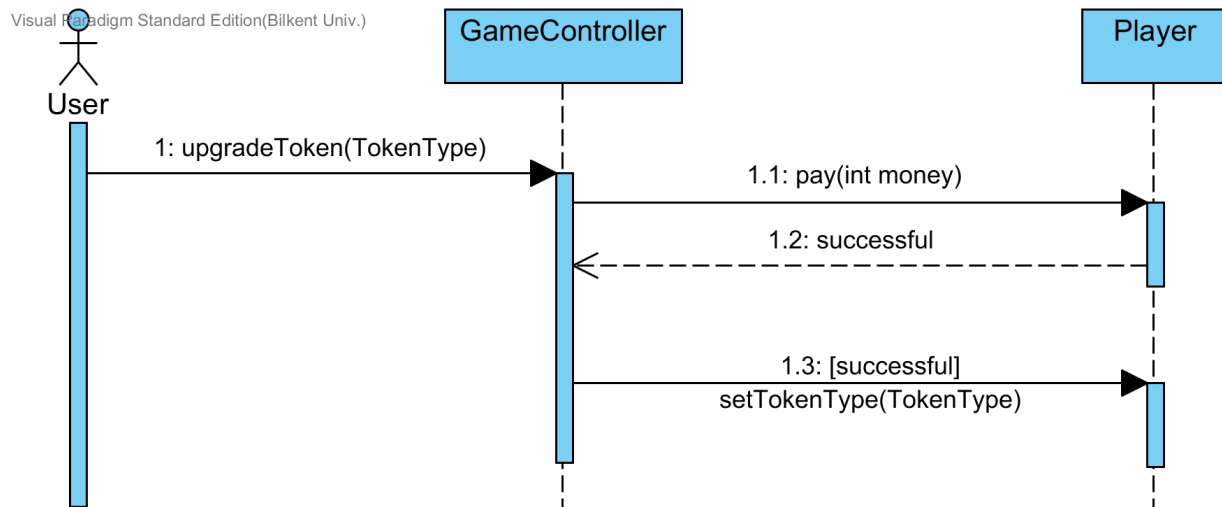 Visual Paradigm Standard Edition(Bilkent Univ.)
GameController
Player
User
1: upgradeToken(TokenType)
1.1: pay(int money)
1.2: successful
1.3: [successful]
setTokenType(TokenType)